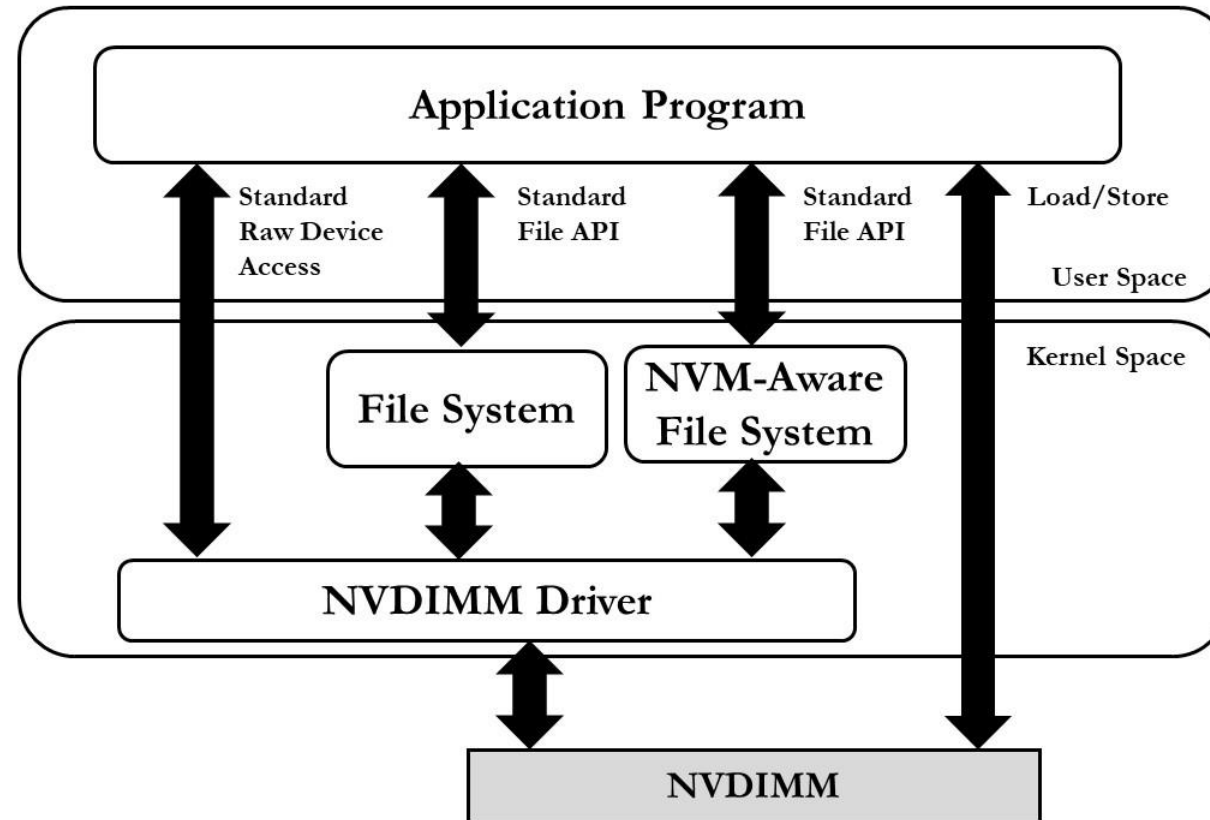 Application Program
Standard
Raw Device
Access
Standard
File API
Standard
File API
Load/Store
User Space
Kernel Space
File System
NVM-Aware
File System
NVDIMM Driver
NVDIMM